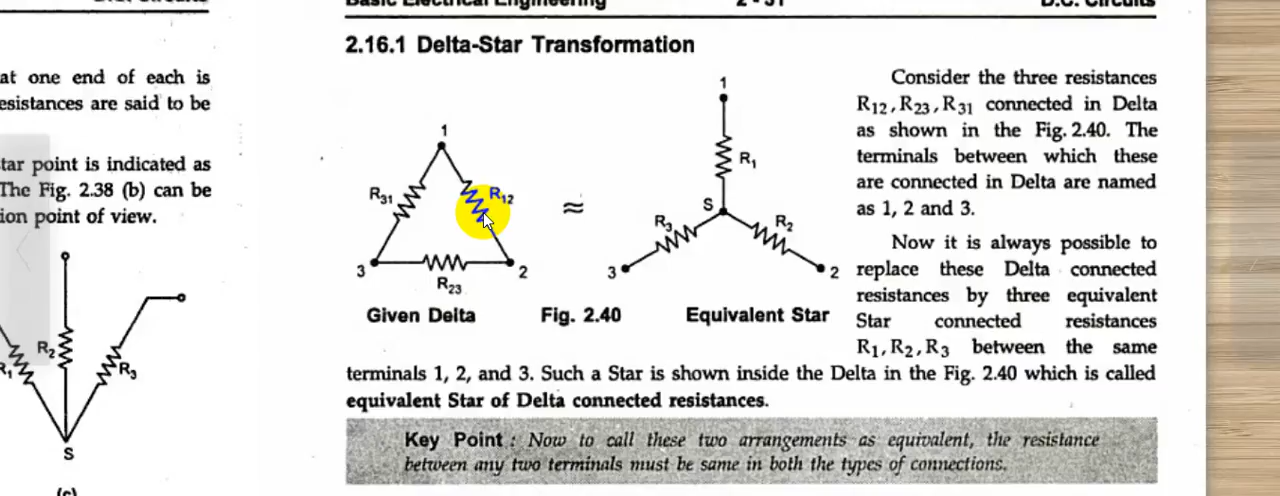 Basic Electrical Engineering 2 - 31 D.C. Circuits
at one end of each is
esistances are said to be
tar point is indicated as
The Fig. 2.38 (b) can be
ion point of view.
R2
R1
R3
S
(c)
2.16.1 Delta-Star Transformation
1
R31
R12
3
2
R23
≈
1
R1
S
R3
R2
3
2
Given Delta Fig. 2.40 Equivalent Star
Consider the three resistances
R12, R23, R31 connected in Delta
as shown in the Fig. 2.40. The
terminals between which these
are connected in Delta are named
as 1, 2 and 3.
Now it is always possible to
replace these Delta connected
resistances by three equivalent
Star connected resistances
R1, R2, R3 between the same
terminals 1, 2, and 3. Such a Star is shown inside the Delta in the Fig. 2.40 which is called
equivalent Star of Delta connected resistances.
Key Point : Now to call these two arrangements as equivalent, the resistance
between any two terminals must be same in both the types of connections.